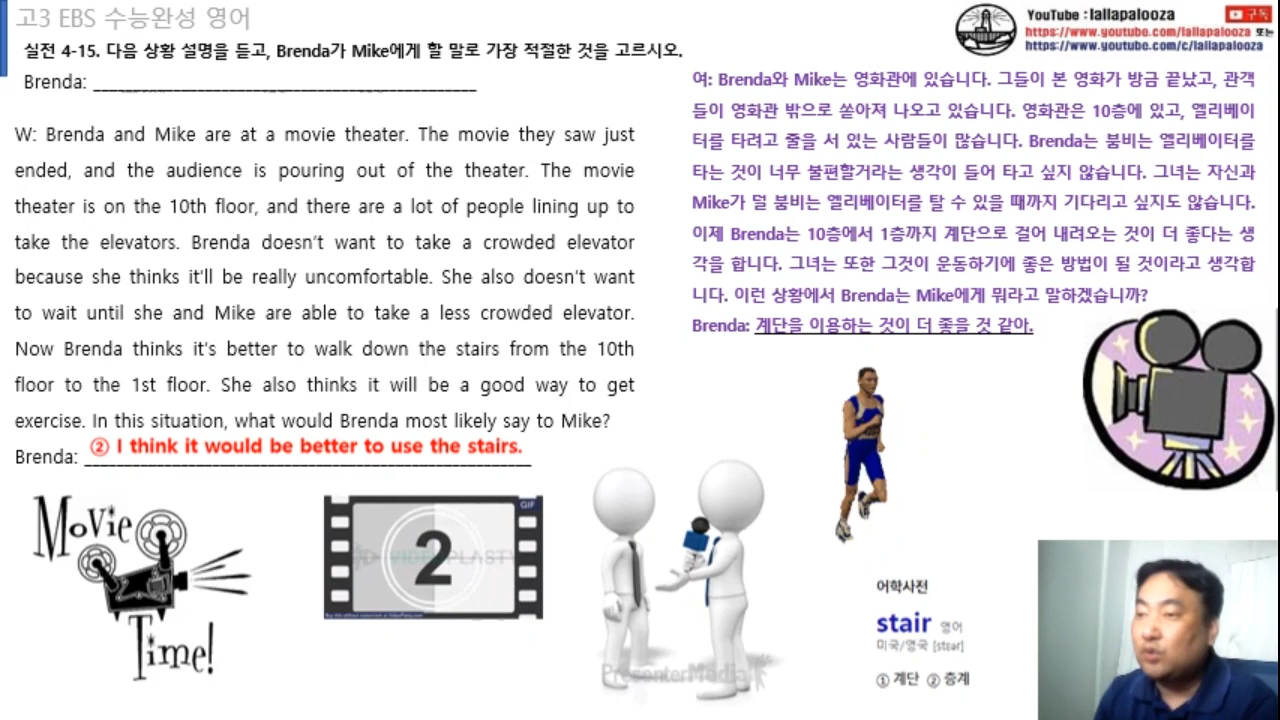 고3 EBS 수능완성 영어
YouTube : lallapalooza
구독
https://www.youtube.com/lallapalooza 또는
https://www.youtube.com/c/lallapalooza
실전 4-15. 다음 상황 설명을 듣고, Brenda가 Mike에게 할 말로 가장 적절한 것을 고르시오.
Brenda:
W: Brenda and Mike are at a movie theater. The movie they saw just
ended, and the audience is pouring out of the theater. The movie
theater is on the 10th floor, and there are a lot of people lining up to
take the elevators. Brenda doesn't want to take a crowded elevator
because she thinks it'll be really uncomfortable. She also doesn't want
to wait until she and Mike are able to take a less crowded elevator.
Now Brenda thinks it's better to walk down the stairs from the 10th
floor to the 1st floor. She also thinks it will be a good way to get
exercise. In this situation, what would Brenda most likely say to Mike?
Brenda: ② I think it would be better to use the stairs.
여: Brenda와 Mike는 영화관에 있습니다. 그들이 본 영화가 방금 끝났고, 관객
들이 영화관 밖으로 쏟아져 나오고 있습니다. 영화관은 10층에 있고, 엘리베이
터를 타려고 줄을 서 있는 사람들이 많습니다. Brenda는 붐비는 엘리베이터를
타는 것이 너무 불편할거라는 생각이 들어 타고 싶지 않습니다. 그녀는 자신과
Mike가 덜 붐비는 엘리베이터를 탈 수 있을 때까지 기다리고 싶지도 않습니다.
이제 Brenda는 10층에서 1층까지 계단으로 걸어 내려오는 것이 더 좋다는 생
각을 합니다. 그녀는 또한 그것이 운동하기에 좋은 방법이 될 것이라고 생각합
니다. 이런 상황에서 Brenda는 Mike에게 뭐라고 말하겠습니까?
Brenda: 계단을 이용하는 것이 더 좋을 것 같아.
Movie
Time!
GIF
2
PresenterMedia
어학사전
stair 영어
미국/영국 [steər]
① 계단 ② 층계